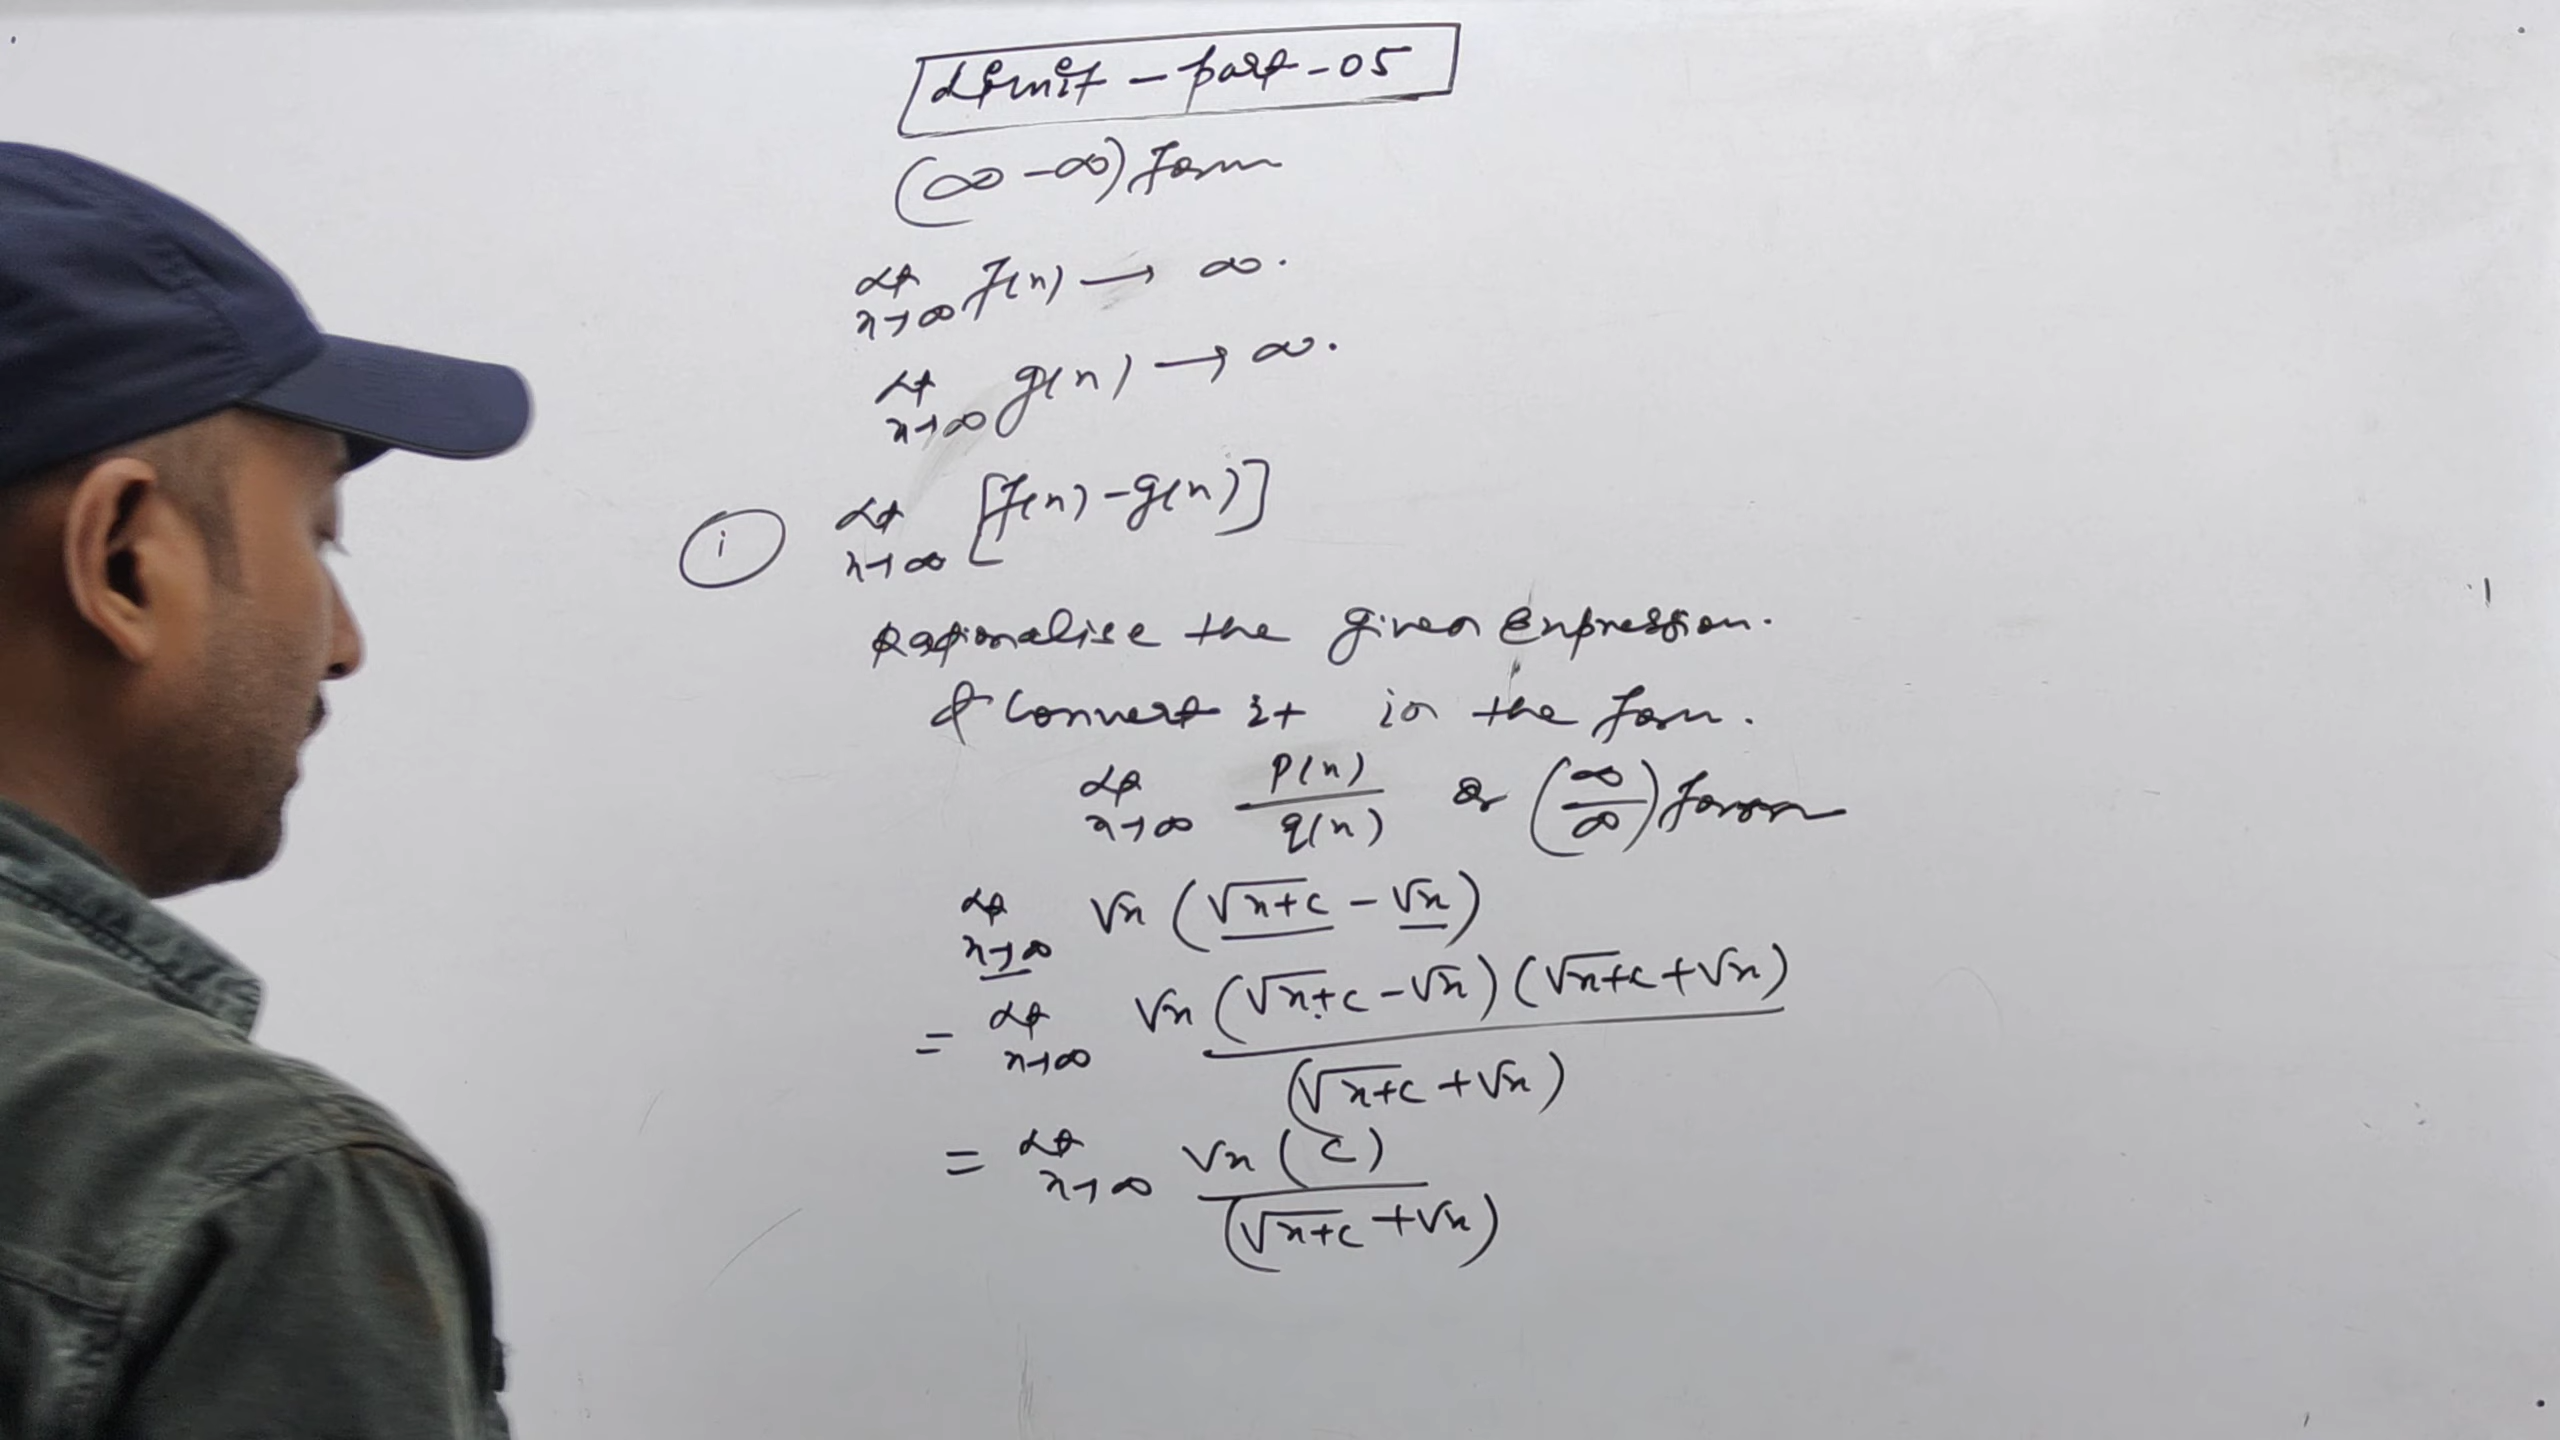 Limit - part - 05
(∞ - ∞) form
Lt x→∞ f(x) → ∞.
Lt x→∞ g(x) → ∞.
(i) Lt x→∞ [f(x) - g(x)]
Rationalise the given Expression.
& Convert it in the form.
Lt x→∞ p(x)/q(x) or (∞/∞) form
Lt x→∞ √x (√x+c - √x)
= Lt x→∞ √x (√x+c - √x) (√x+c + √x) / (√x+c + √x)
= Lt x→∞ √x (c) / (√x+c + √x)